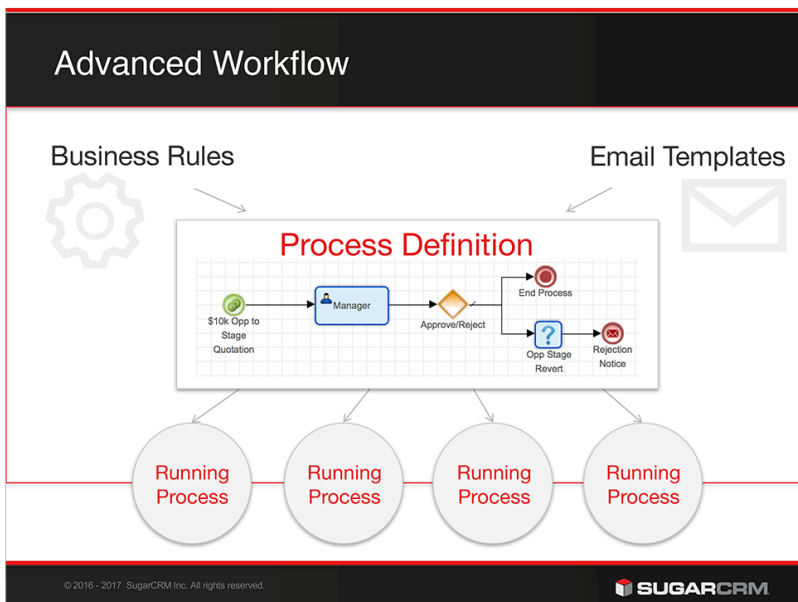 Advanced Workflow
Business Rules
Email Templates
Process Definition
$10k Opp to
Stage
Quotation
Manager
Approve/Reject
End Process
Opp Stage
Revert
Rejection
Notice
Running
Process
Running
Process
Running
Process
Running
Process
© 2016 - 2017 SugarCRM Inc. All rights reserved.
SUGARCRM